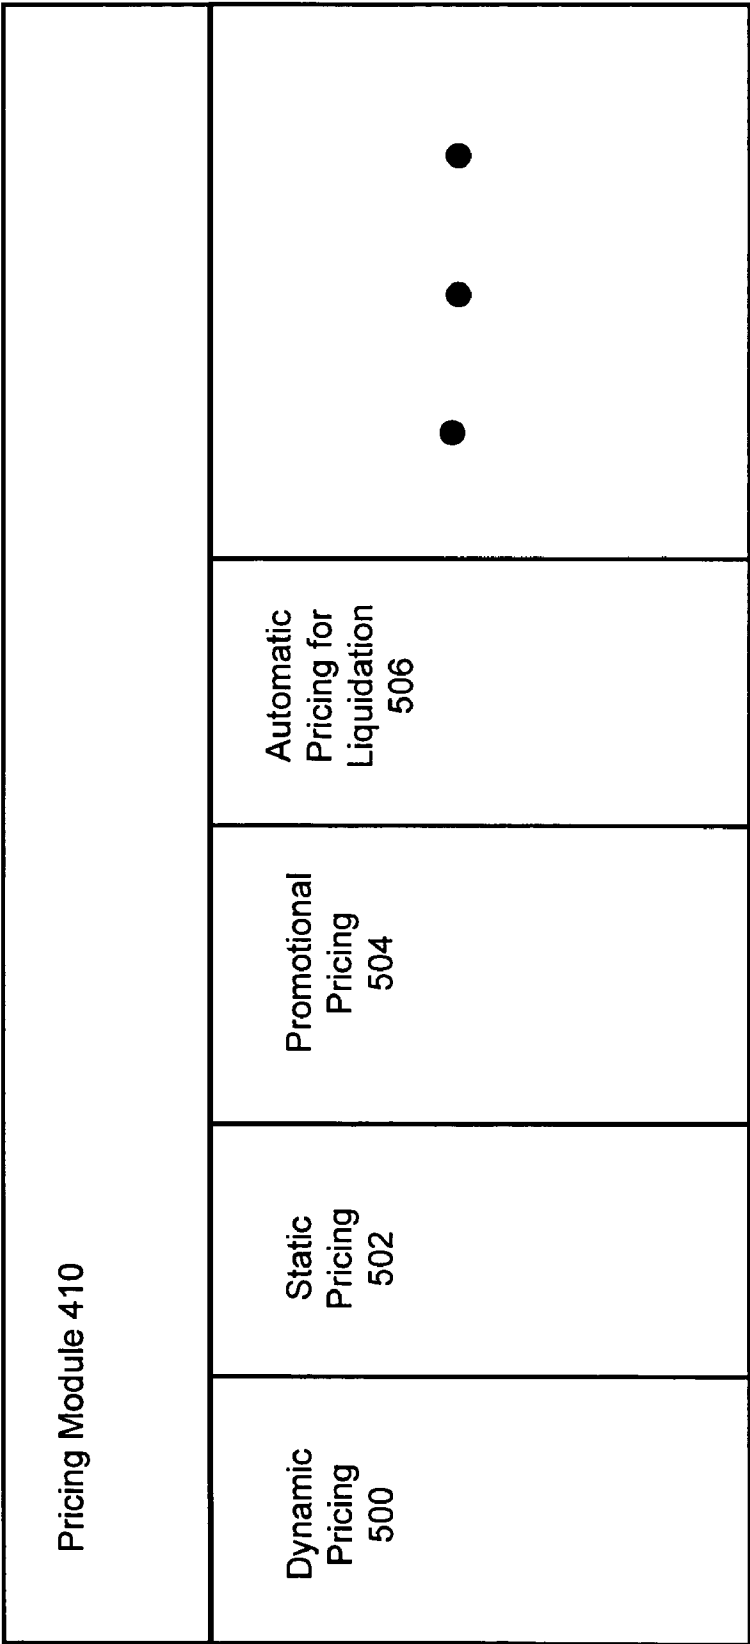 Pricing Module 410
Dynamic
Pricing
500
Static
Pricing
502
Promotional
Pricing
504
Automatic
Pricing for
Liquidation
506